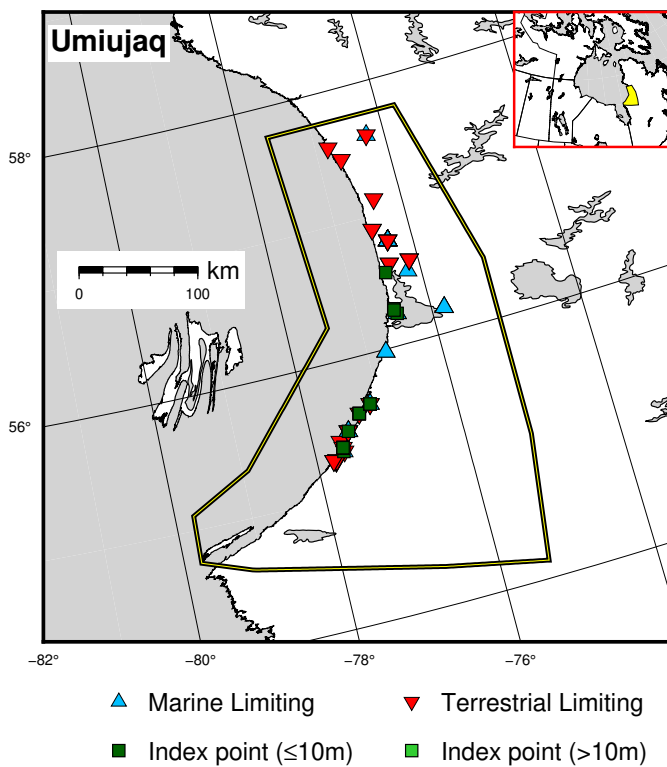 Umiujaq
58°
km
0 100
56°
−82° −80° −78° −76°
Marine Limiting Terrestrial Limiting
Index point (≤10m) Index point (>10m)